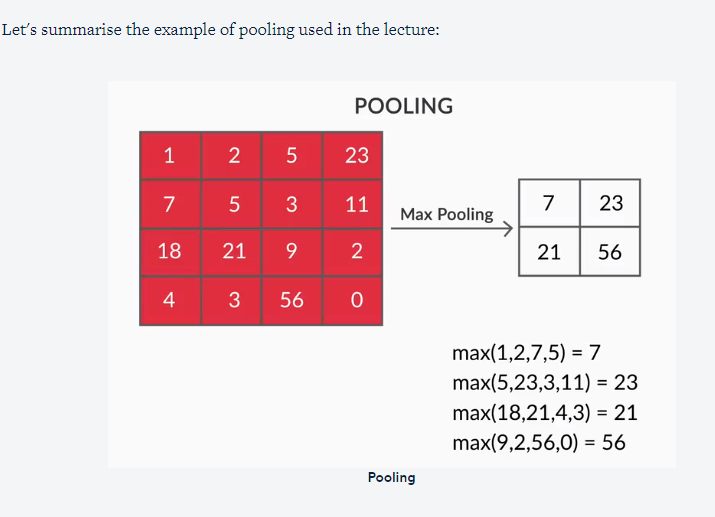 Let's summarise the example of pooling used in the lecture:
POOLING
1 2 5 23
7 5 3 11
18 21 9 2
4 3 56 0
Max Pooling
7 23
21 56
max(1,2,7,5) = 7
max(5,23,3,11) = 23
max(18,21,4,3) = 21
max(9,2,56,0) = 56
Pooling